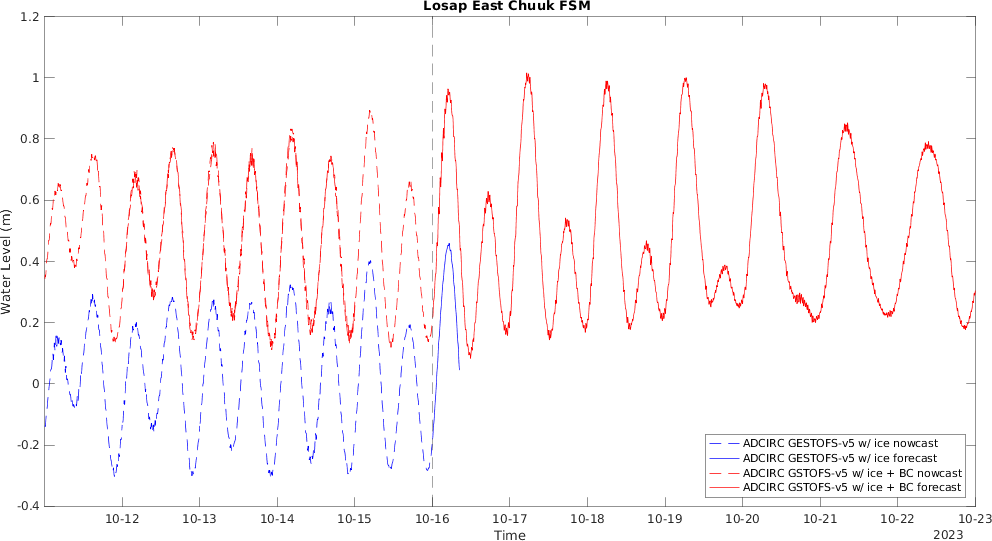 Losap East Chuuk FSM
1.2
1
0.8
0.6
0.4
0.2
0
-0.2
-0.4
Water Level (m)
ADCIRC GESTOFS-v5 w/ ice nowcast
ADCIRC GESTOFS-v5 w/ ice forecast
ADCIRC GSTOFS-v5 w/ ice + BC nowcast
ADCIRC GSTOFS-v5 w/ ice + BC forecast
10-12 10-13 10-14 10-15 10-16 10-17 10-18 10-19 10-20 10-21 10-22 10-23
Time
2023